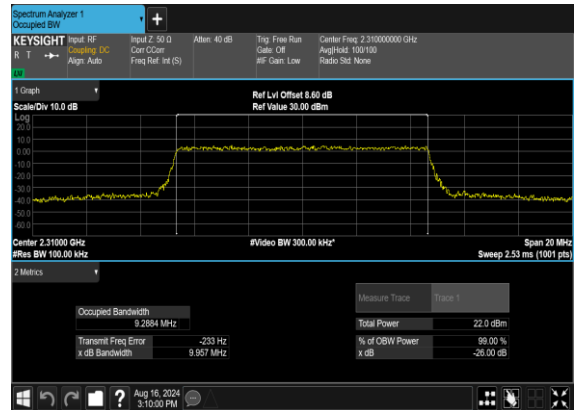 Spectrum Analyzer 1
Occupied BW
+
KEYSIGHT
R T
LXI
Input: RF
Coupling: DC
Align: Auto
Input Z: 50 Ω
Corr CCorr
Freq Ref: Int (S)
Atten: 40 dB
Trig: Free Run
Gate: Off
#IF Gain: Low
Center Freq: 2.310000000 GHz
Avg|Hold: 100/100
Radio Std: None
1 Graph
Scale/Div 10.0 dB
Ref Lvl Offset 8.60 dB
Ref Value 30.00 dBm
Log
20.0
10.0
0.00
-10.0
-20.0
-30.0
-40.0
-50.0
-60.0
Center 2.31000 GHz
#Res BW 100.00 kHz
#Video BW 300.00 kHz*
Span 20 MHz
Sweep 2.53 ms (1001 pts)
2 Metrics
Measure Trace
Trace 1
Occupied Bandwidth
9.2884 MHz
Total Power
22.0 dBm
Transmit Freq Error
-233 Hz
% of OBW Power
99.00 %
x dB Bandwidth
9.957 MHz
x dB
-26.00 dB
?
Aug 16, 2024
3:10:00 PM